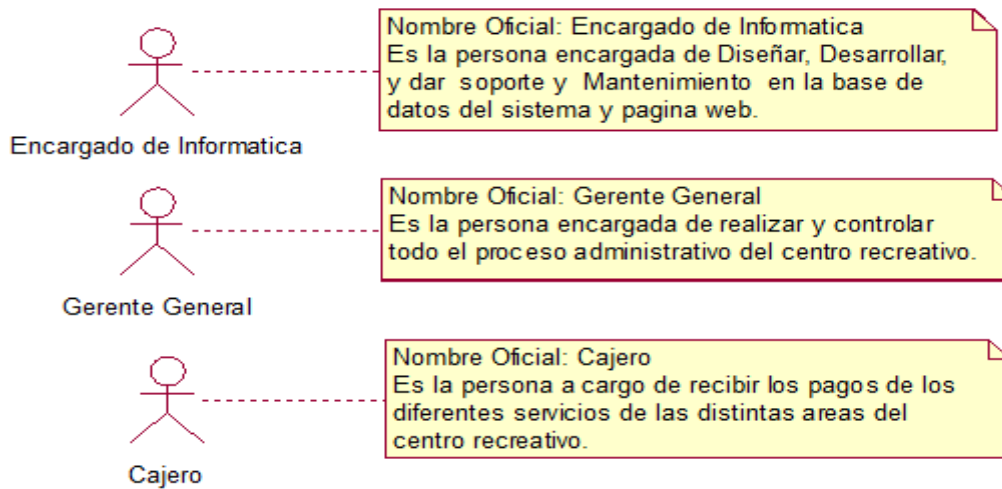 Nombre Oficial: Encargado de Informatica
Es la persona encargada de Diseñar, Desarrollar,
y dar soporte y Mantenimiento en la base de
datos del sistema y pagina web.
Encargado de Informatica
Nombre Oficial: Gerente General
Es la persona encargada de realizar y controlar
todo el proceso administrativo del centro recreativo.
Gerente General
Nombre Oficial: Cajero
Es la persona a cargo de recibir los pagos de los
diferentes servicios de las distintas areas del
centro recreativo.
Cajero